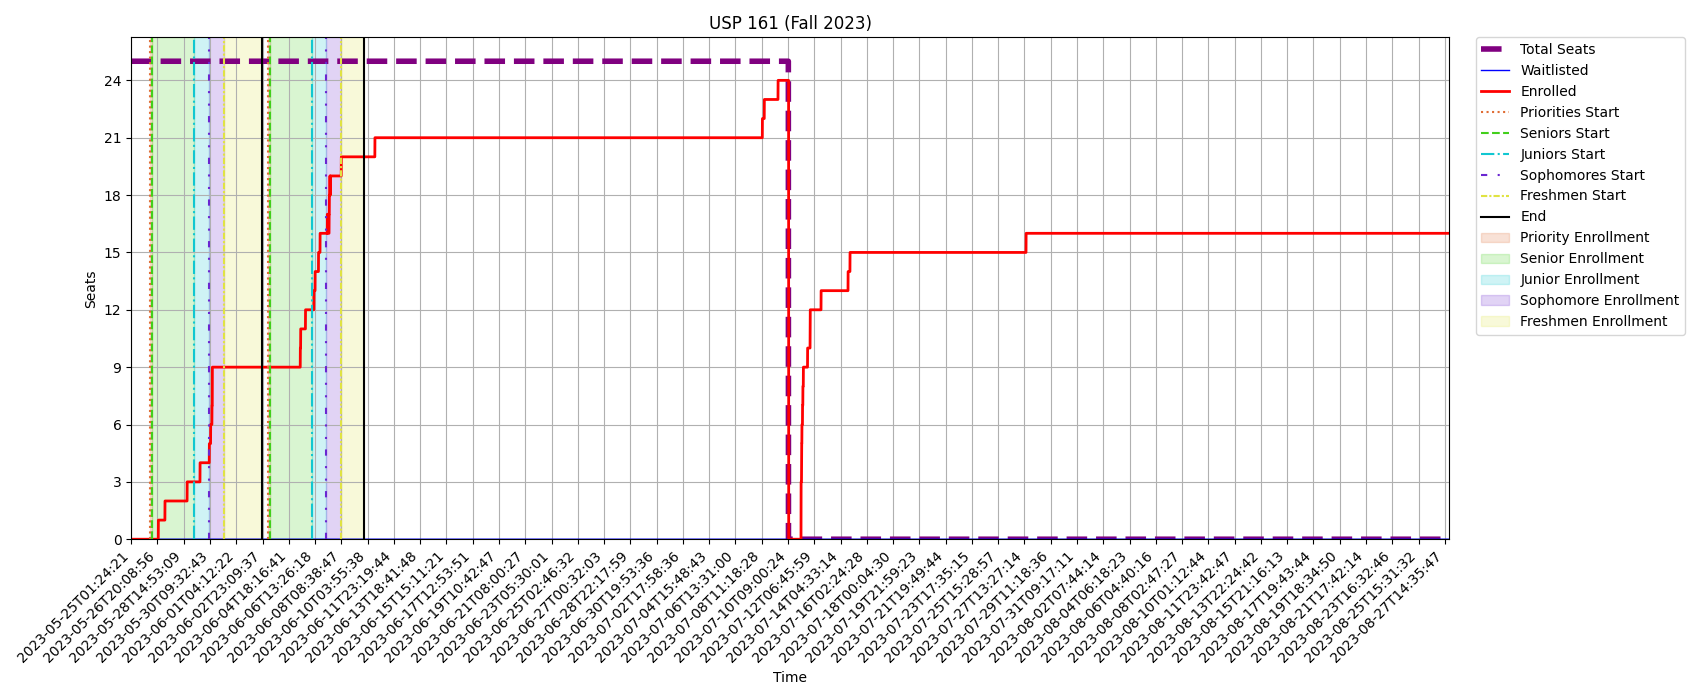 USP 161 (Fall 2023)
Seats
24
21
18
15
12
9
6
3
0
2023-05-25T01:24:21
2023-05-26T20:08:56
2023-05-28T14:53:09
2023-05-30T09:32:43
2023-06-01T04:12:22
2023-06-02T23:09:37
2023-06-04T18:16:41
2023-06-06T13:26:18
2023-06-08T08:38:47
2023-06-10T03:55:38
2023-06-11T23:19:44
2023-06-13T18:41:48
2023-06-15T15:11:21
2023-06-17T12:53:51
2023-06-19T10:42:47
2023-06-21T08:00:27
2023-06-23T05:30:01
2023-06-25T02:46:32
2023-06-27T00:32:03
2023-06-28T22:17:59
2023-06-30T19:53:36
2023-07-02T17:58:36
2023-07-04T15:48:43
2023-07-06T13:31:00
2023-07-08T11:18:28
2023-07-10T09:00:24
2023-07-12T06:45:59
2023-07-14T04:33:14
2023-07-16T02:24:28
2023-07-18T00:04:30
2023-07-19T21:59:23
2023-07-21T19:49:44
2023-07-23T17:35:15
2023-07-25T15:28:57
2023-07-27T13:27:14
2023-07-29T11:18:36
2023-07-31T09:17:11
2023-08-02T07:44:14
2023-08-04T06:18:23
2023-08-06T04:40:16
2023-08-08T02:47:27
2023-08-10T01:12:44
2023-08-11T23:42:47
2023-08-13T22:24:42
2023-08-15T21:16:13
2023-08-17T19:43:44
2023-08-19T18:34:50
2023-08-21T17:42:14
2023-08-23T16:32:46
2023-08-25T15:31:32
2023-08-27T14:35:47
Time
Total Seats
Waitlisted
Enrolled
Priorities Start
Seniors Start
Juniors Start
Sophomores Start
Freshmen Start
End
Priority Enrollment
Senior Enrollment
Junior Enrollment
Sophomore Enrollment
Freshmen Enrollment